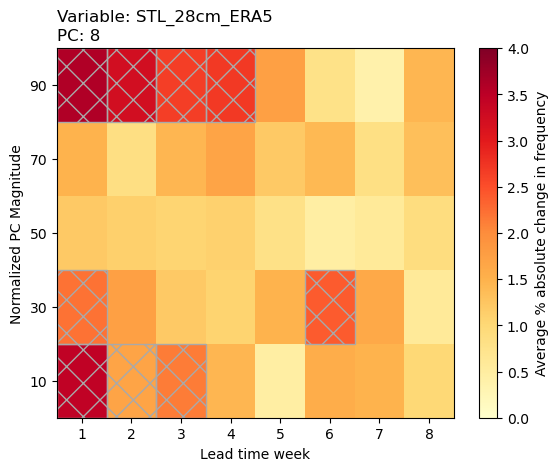 Variable: STL_28cm_ERA5
PC: 8
90
70
50
30
10
Normalized PC Magnitude
1 2 3 4 5 6 7 8
Lead time week
4.0
3.5
3.0
2.5
2.0
1.5
1.0
0.5
0.0
Average % absolute change in frequency